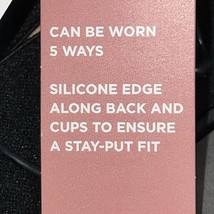 CAN BE WORN
5 WAYS
SILICONE EDGE
ALONG BACK AND
CUPS TO ENSURE
A STAY-PUT FIT